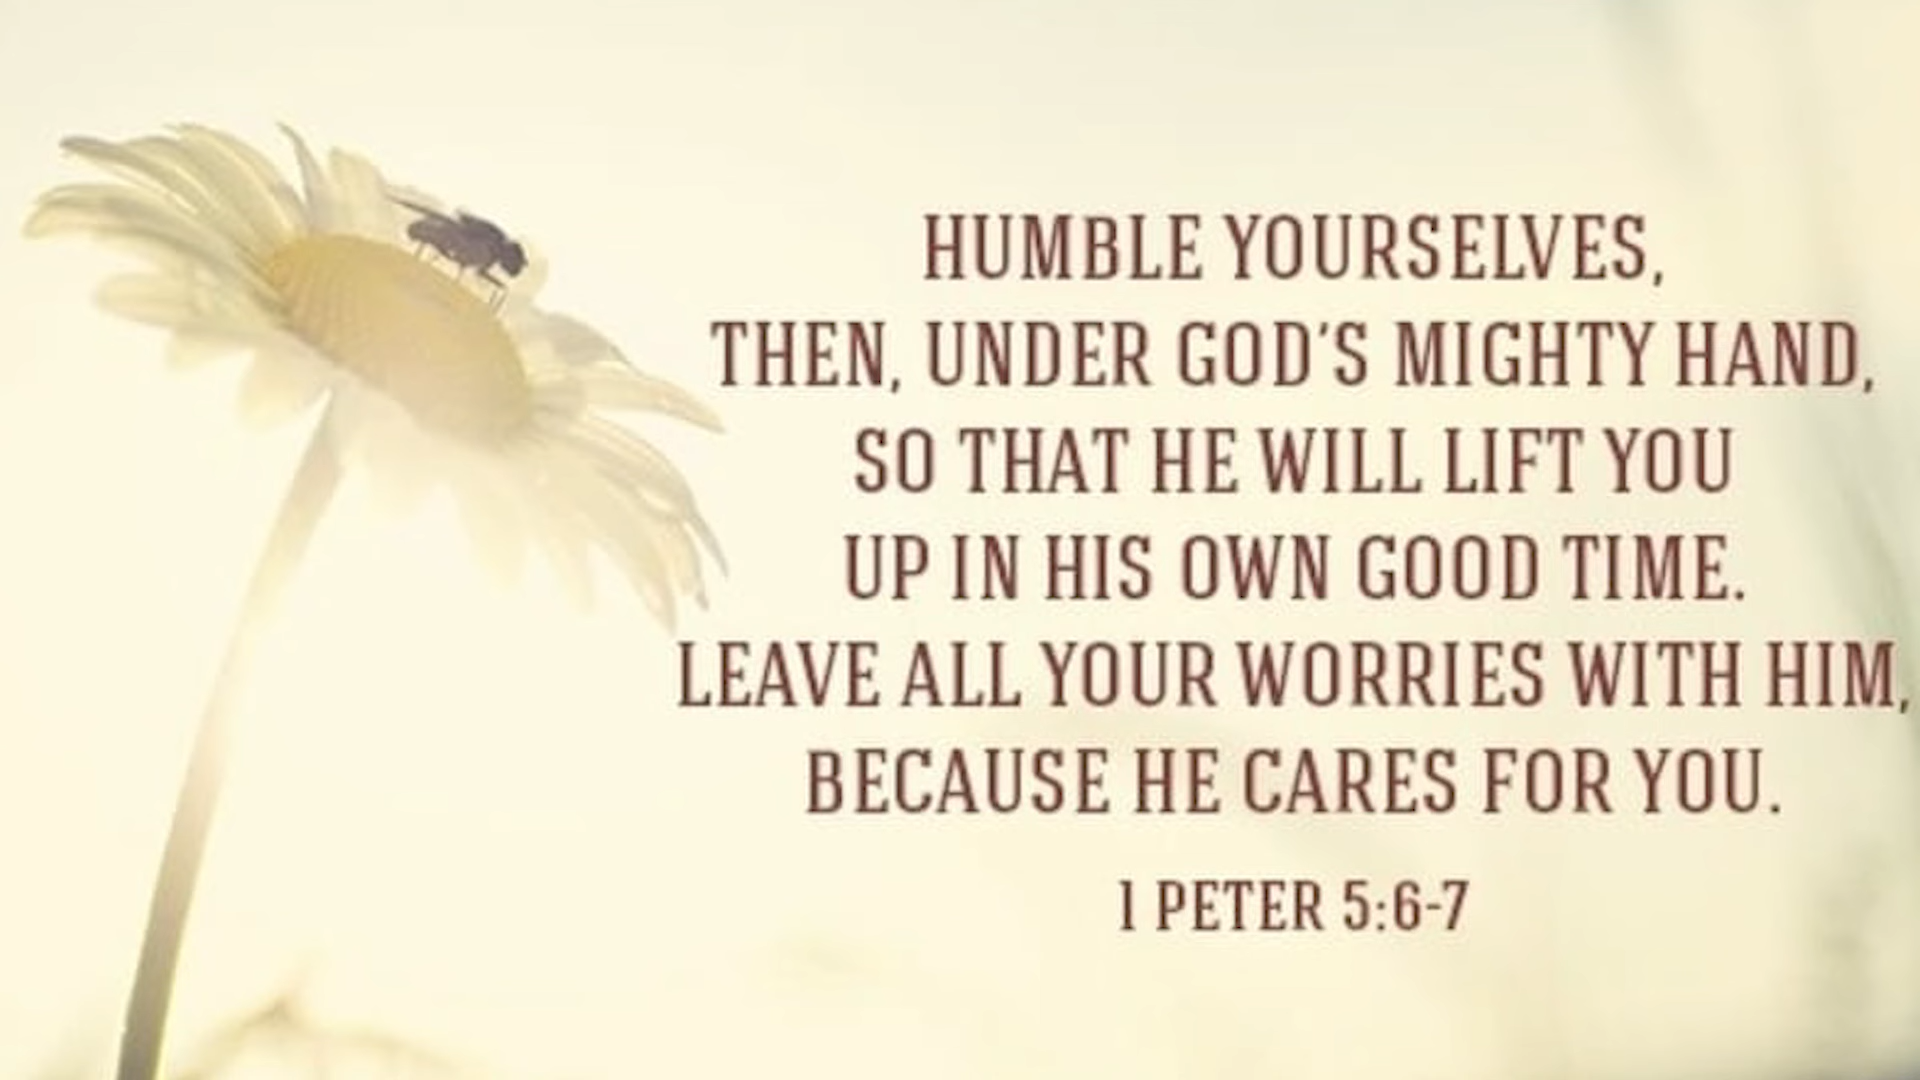 HUMBLE YOURSELVES,
THEN, UNDER GOD'S MIGHTY HAND,
SO THAT HE WILL LIFT YOU
UP IN HIS OWN GOOD TIME.
LEAVE ALL YOUR WORRIES WITH HIM,
BECAUSE HE CARES FOR YOU.
1 PETER 5:6-7